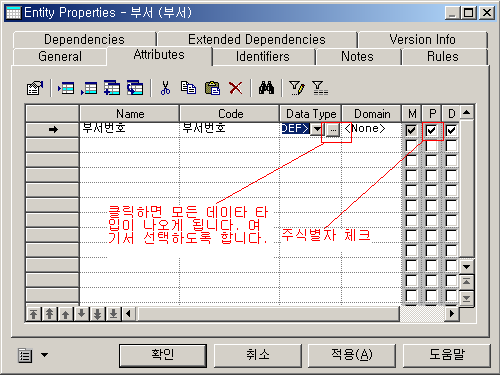 Entity Properties - 부서 (부서)
Dependencies Extended Dependencies Version Info
General Attributes Identifiers Notes Rules
Name Code Data Type Domain M P D
부서번호 부서번호 DEF> ... <None>
클릭하면 모든 데이타 타
입이 나오게 됩니다. 여
기서 선택하도록 합니다.
주식별자 체크
확인 취소 적용(A) 도움말